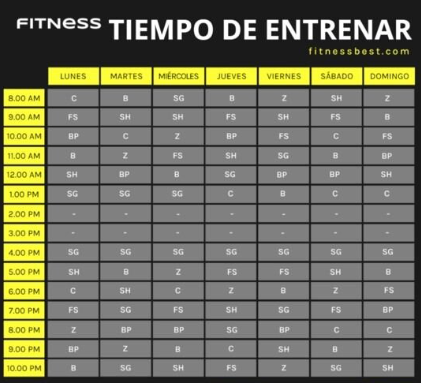 FITNESS TIEMPO DE ENTRENAR
fitnessbest.com
LUNES MARTES MIÉRCOLES JUEVES VIERNES SÁBADO DOMINGO
8.00 AM C B SG B Z SH Z
9.00 AM FS SH SH FS SH FS B
10.00 AM BP C Z BP FS C FS
11.00 AM B Z FS SH SG B BP
12.00 AM SH BP B SG BP BP SH
1.00 PM SG SG SG C B C C
2.00 PM - - - - - - -
3.00 PM - - - - - - -
4.00 PM SG SG SG SG SG SG SG
5.00 PM SH B Z FS FS SH B
6.00 PM C SH C Z B Z FS
7.00 PM FS SG FS SH SG FS BP
8.00 PM Z BP BP SG BP C C
9.00 PM BP Z B C SH B Z
10.00 PM B SG SH FS Z SG SH